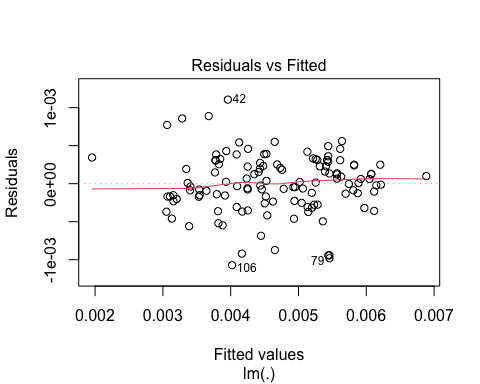 Residuals vs Fitted
1e-03
0e+00
-1e-03
Residuals
42
106
79
0.002 0.003 0.004 0.005 0.006 0.007
Fitted values
lm(.)